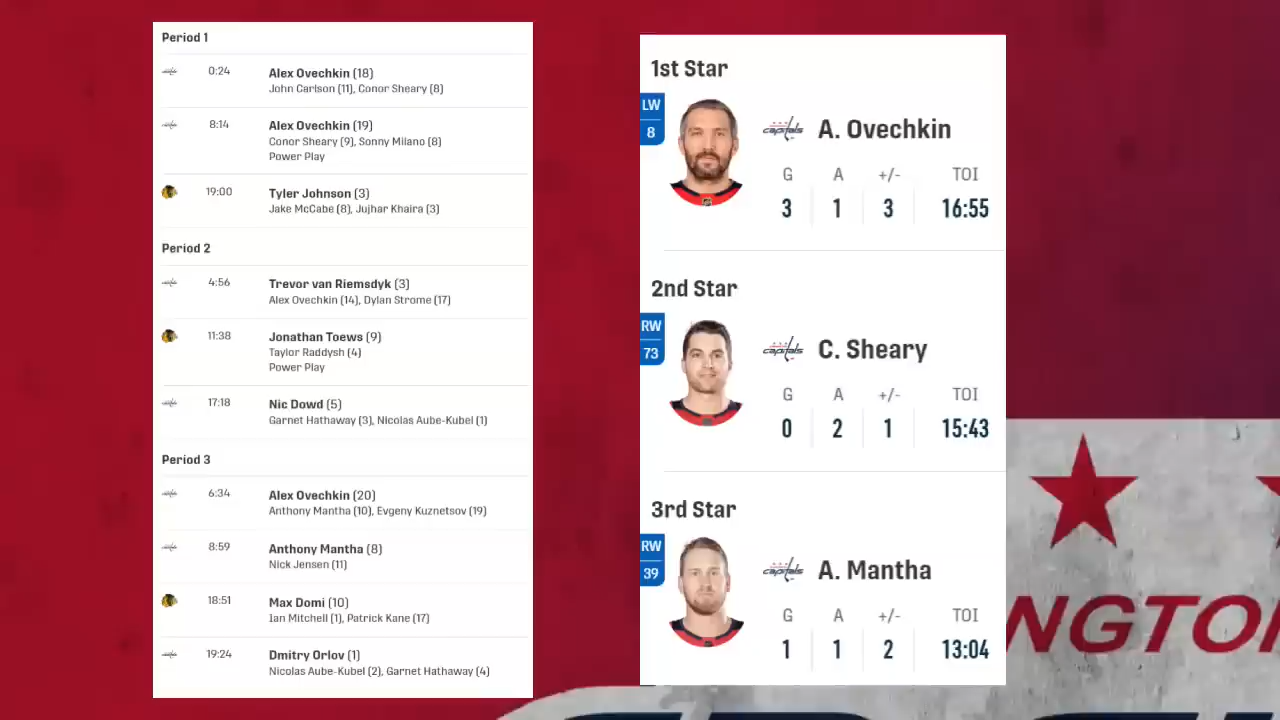 Period 1
0:24
Alex Ovechkin (18)
John Carlson (11), Conor Sheary (8)
8:14
Alex Ovechkin (19)
Conor Sheary (9), Sonny Milano (8)
Power Play
19:00
Tyler Johnson (3)
Jake McCabe (8), Jujhar Khaira (3)
Period 2
4:56
Trevor van Riemsdyk (3)
Alex Ovechkin (14), Dylan Strome (17)
11:38
Jonathan Toews (9)
Taylor Raddysh (4)
Power Play
17:18
Nic Dowd (5)
Garnet Hathaway (3), Nicolas Aube-Kubel (1)
Period 3
6:34
Alex Ovechkin (20)
Anthony Mantha (10), Evgeny Kuznetsov (19)
8:59
Anthony Mantha (8)
Nick Jensen (11)
18:51
Max Domi (10)
Ian Mitchell (1), Patrick Kane (17)
19:24
Dmitry Orlov (1)
Nicolas Aube-Kubel (2), Garnet Hathaway (4)
1st Star
LW
8
capitals
A. Ovechkin
G A +/- TOI
3 1 3 16:55
2nd Star
RW
73
capitals
C. Sheary
G A +/- TOI
0 2 1 15:43
3rd Star
RW
39
capitals
A. Mantha
G A +/- TOI
1 1 2 13:04
NGTO